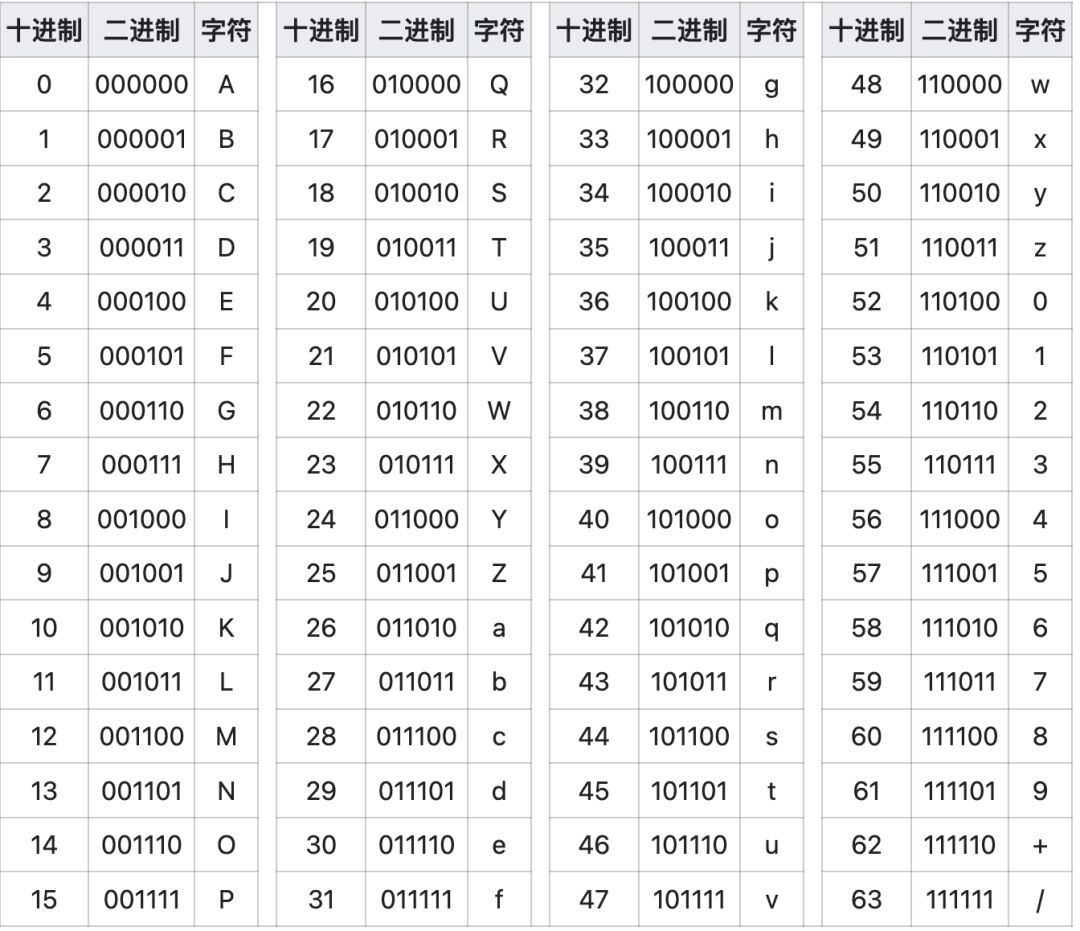 十进制 二进制 字符 十进制 二进制 字符 十进制 二进制 字符 十进制 二进制 字符
0 000000 A 16 010000 Q 32 100000 g 48 110000 w
1 000001 B 17 010001 R 33 100001 h 49 110001 x
2 000010 C 18 010010 S 34 100010 i 50 110010 y
3 000011 D 19 010011 T 35 100011 j 51 110011 z
4 000100 E 20 010100 U 36 100100 k 52 110100 0
5 000101 F 21 010101 V 37 100101 l 53 110101 1
6 000110 G 22 010110 W 38 100110 m 54 110110 2
7 000111 H 23 010111 X 39 100111 n 55 110111 3
8 001000 I 24 011000 Y 40 101000 o 56 111000 4
9 001001 J 25 011001 Z 41 101001 p 57 111001 5
10 001010 K 26 011010 a 42 101010 q 58 111010 6
11 001011 L 27 011011 b 43 101011 r 59 111011 7
12 001100 M 28 011100 c 44 101100 s 60 111100 8
13 001101 N 29 011101 d 45 101101 t 61 111101 9
14 001110 O 30 011110 e 46 101110 u 62 111110 +
15 001111 P 31 011111 f 47 101111 v 63 111111 /